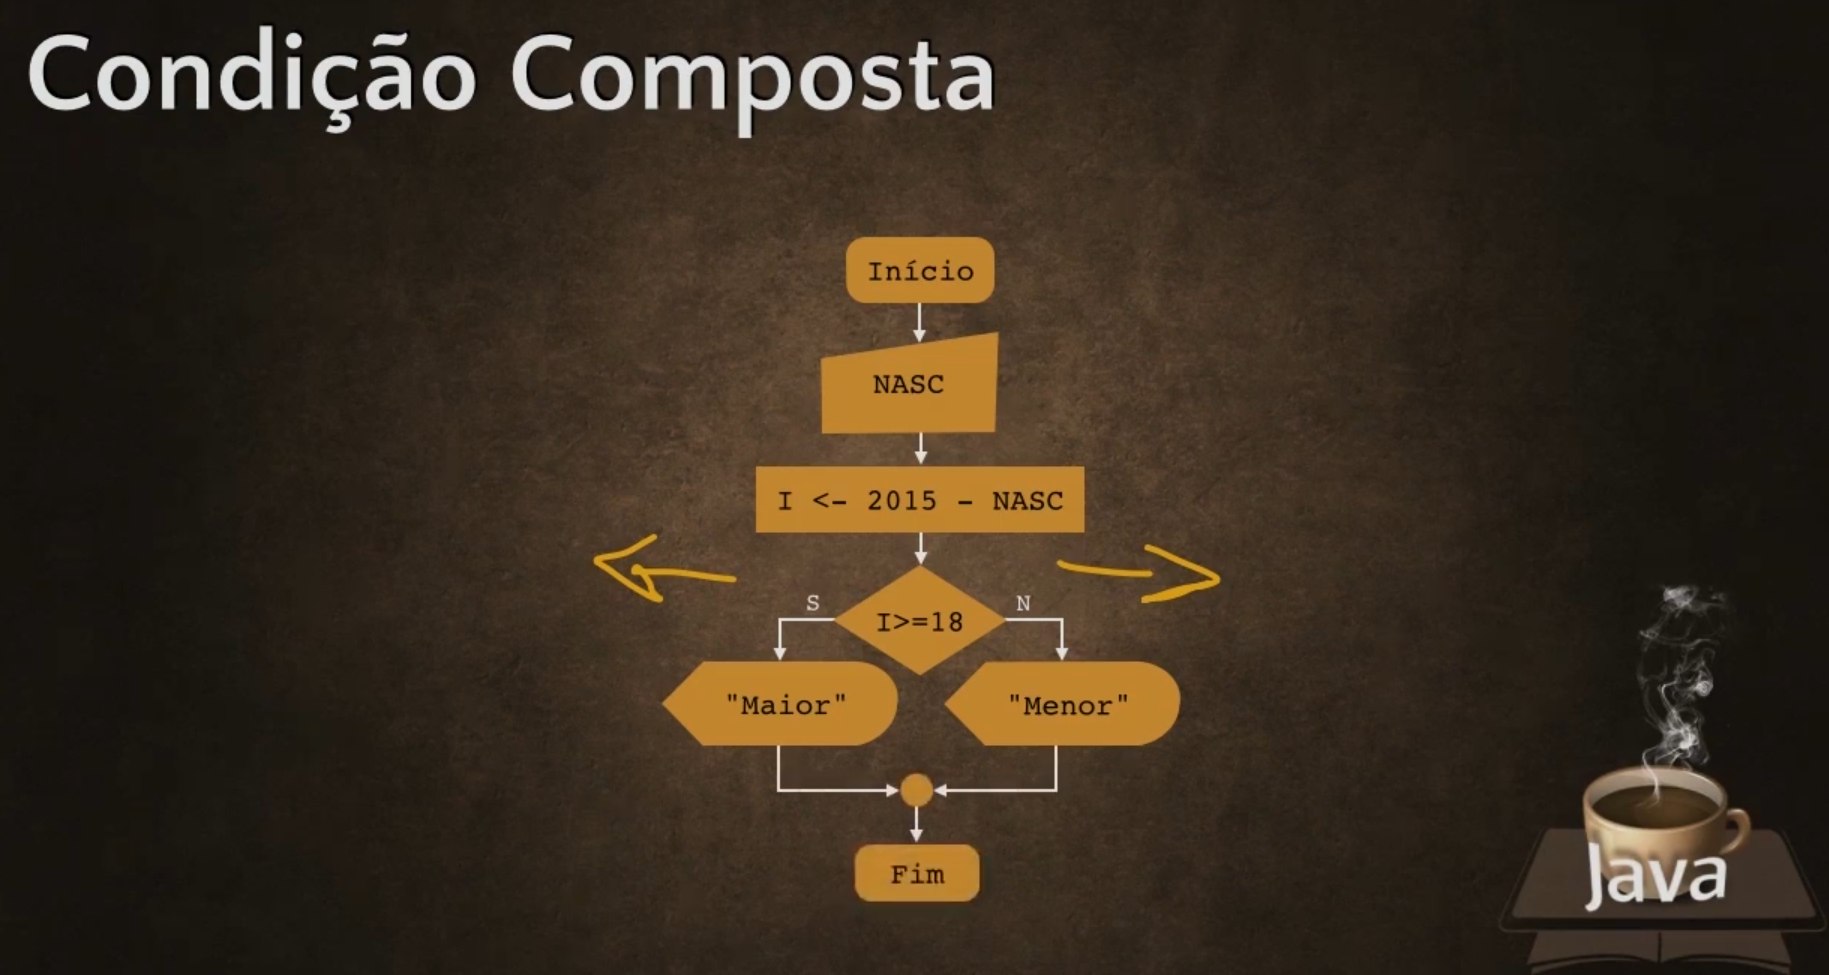 Condição Composta
Início
NASC
I <- 2015 - NASC
S
N
I>=18
"Maior"
"Menor"
Fim
Java